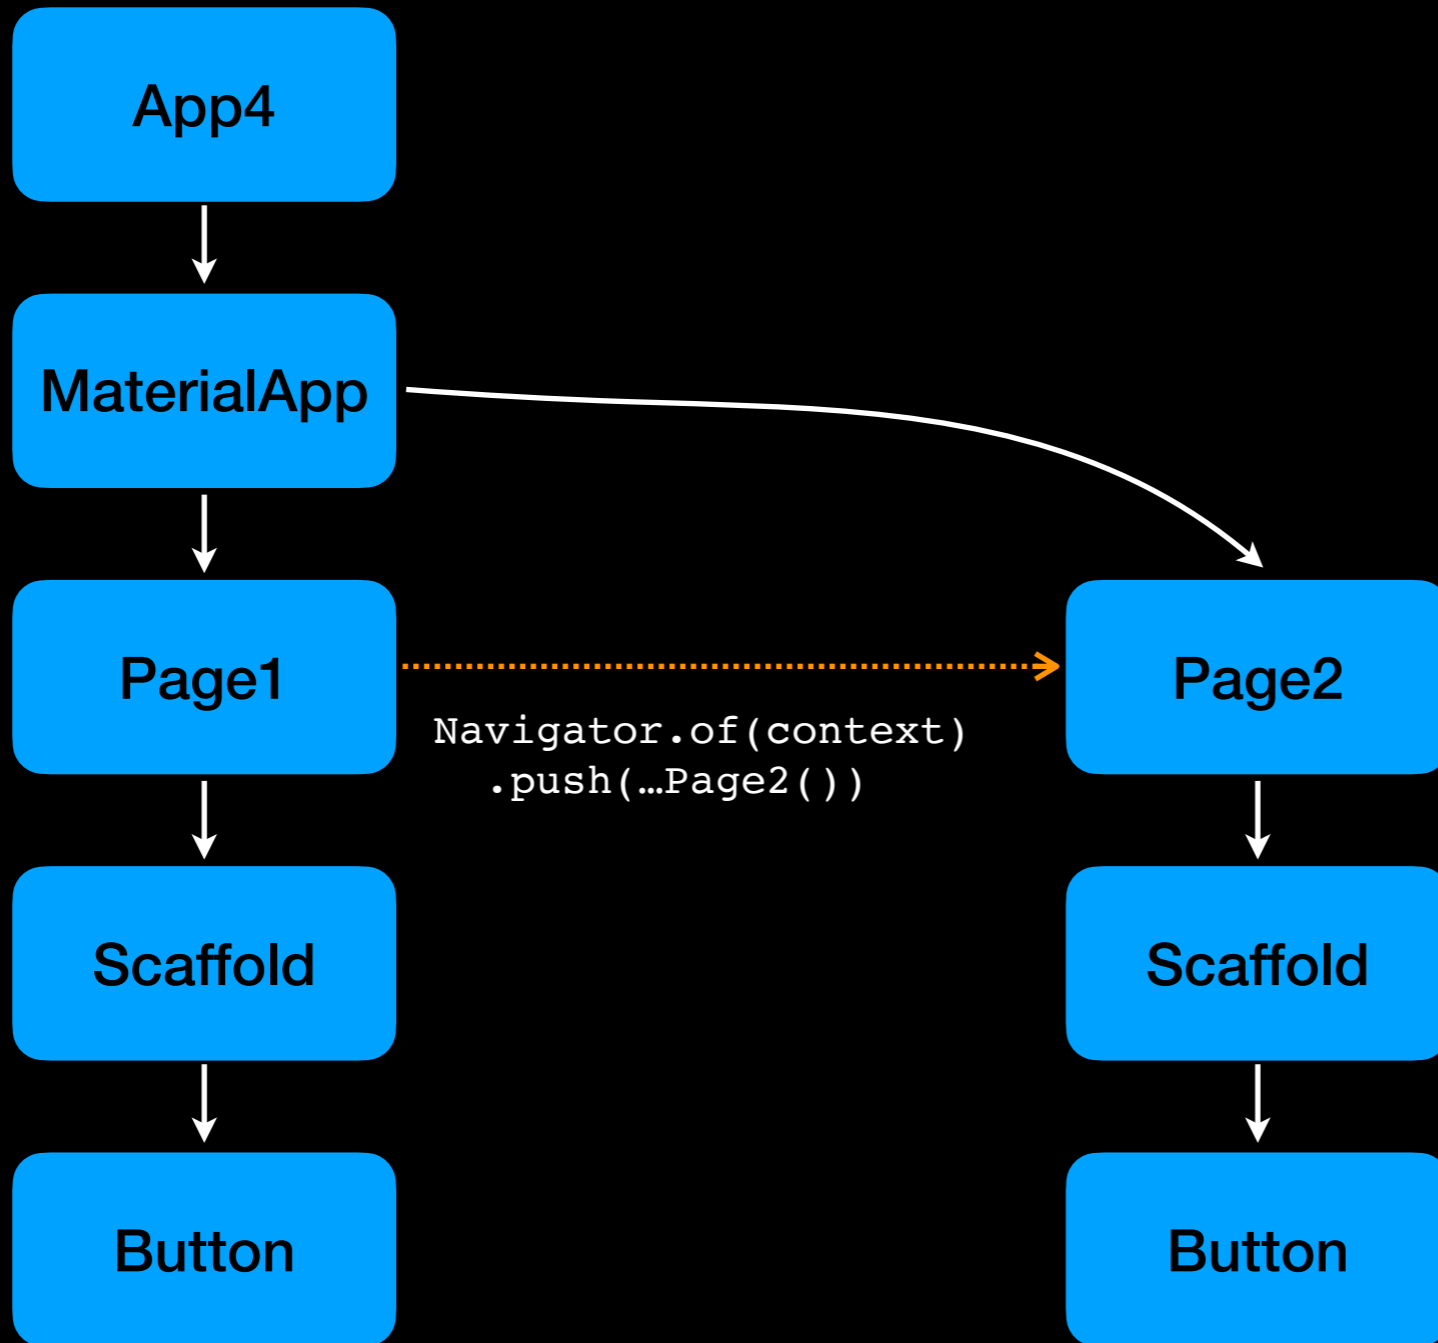 App4
MaterialApp
Page1
Page2
Navigator.of(context)
.push(…Page2())
Scaffold
Scaffold
Button
Button